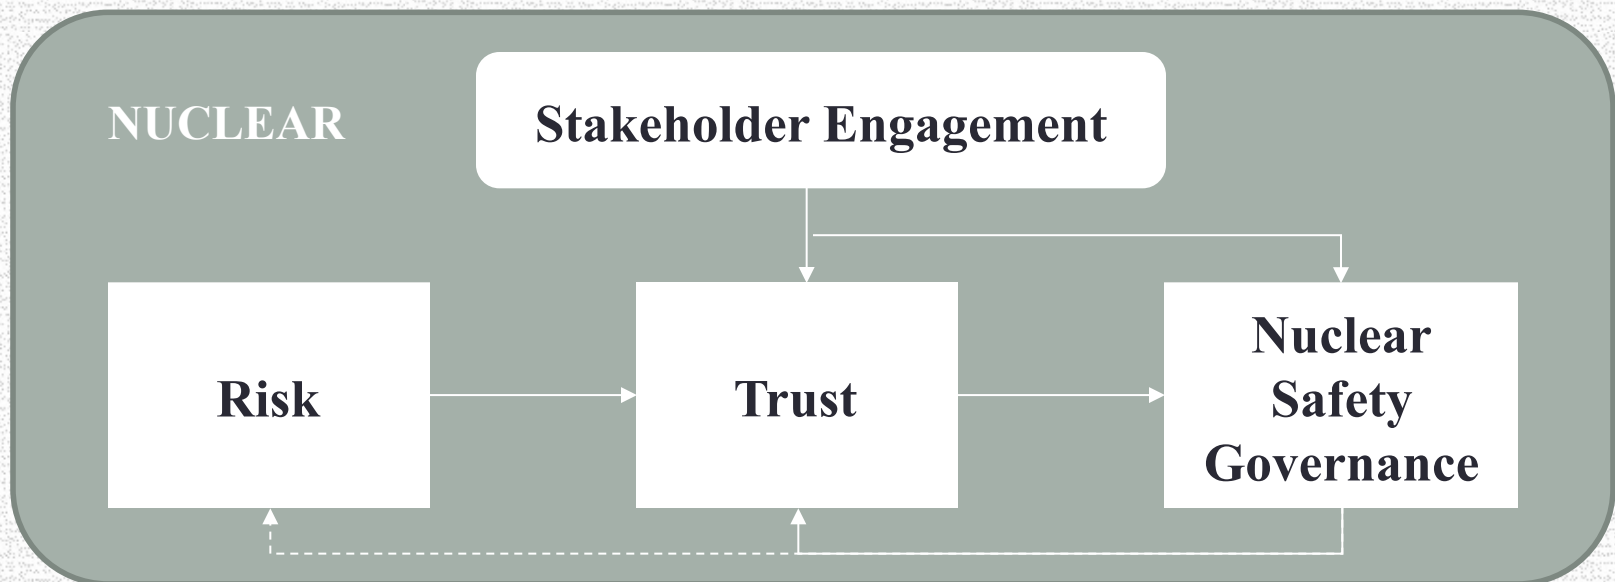 NUCLEAR
Stakeholder Engagement
Risk
Trust
Nuclear
Safety
Governance